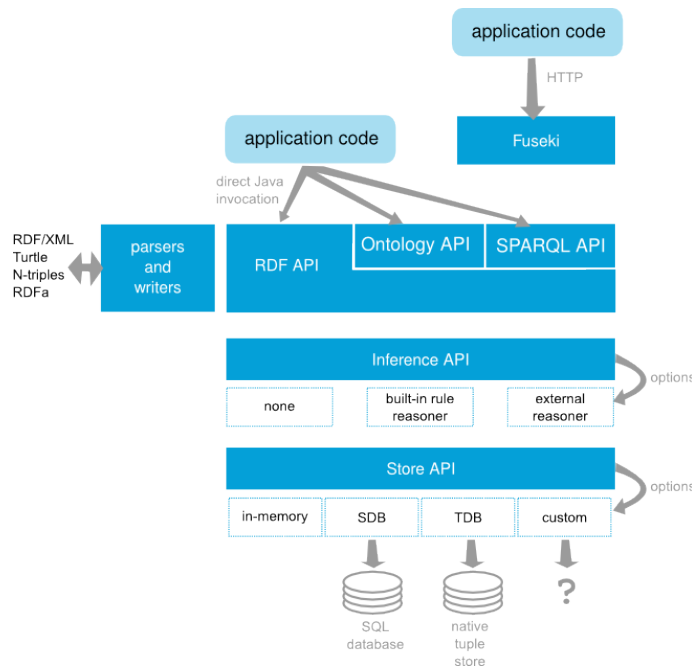 application code
HTTP
Fuseki
application code
direct Java
invocation
RDF/XML
Turtle
N-triples
RDFa
parsers
and
writers
RDF API
Ontology API
SPARQL API
Inference API
options
none
built-in rule
reasoner
external
reasoner
Store API
options
in-memory
SDB
TDB
custom
?
SQL
database
native
tuple
store